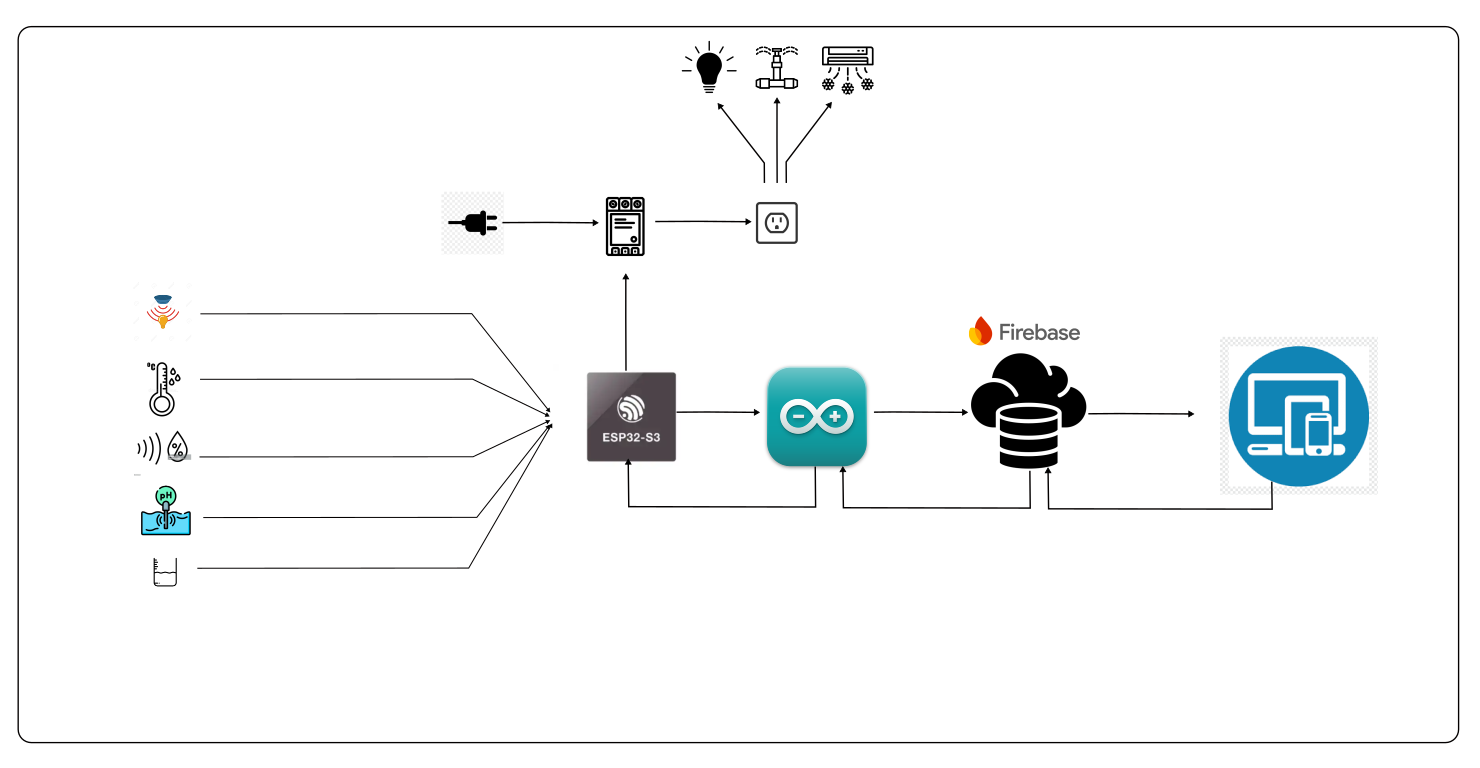 °C
%
pH
Firebase
ESP32-S3